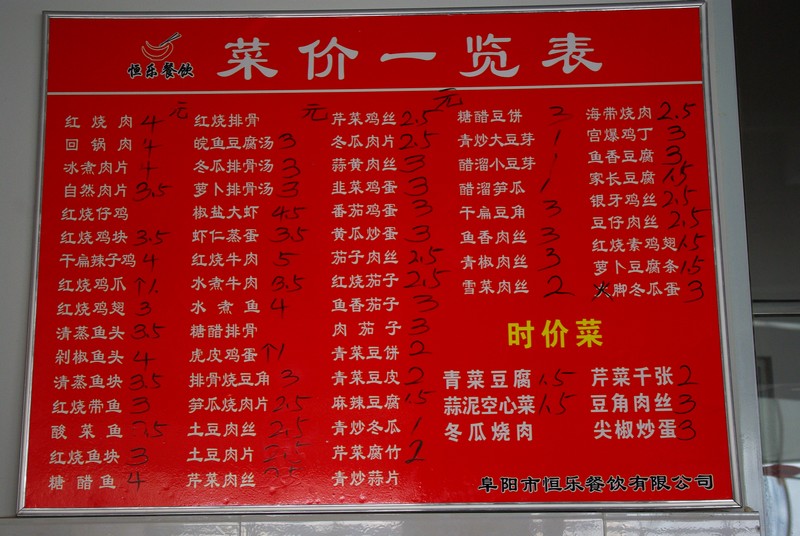 恒乐餐饮
菜价一览表
元
红烧肉 4
回锅肉 4
水煮肉片 4
自然肉片 3.5
红烧仔鸡
红烧鸡块 3.5
干扁辣子鸡 4
红烧鸡爪 个1
红烧鸡翅 3
清蒸鱼头 3.5
剁椒鱼头 4
清蒸鱼块 3.5
红烧带鱼 3
酸菜鱼 3.5
红烧鱼块 3
糖醋鱼 4
元
红烧排骨
皖鱼豆腐汤 3
冬瓜排骨汤 3
萝卜排骨汤 3
椒盐大虾 4.5
虾仁蒸蛋 3.5
红烧牛肉 5
水煮牛肉 3.5
水煮鱼 4
糖醋排骨
虎皮鸡蛋 个1
排骨烧豆角 3
笋瓜烧肉片 2.5
土豆肉丝 2.5
土豆肉片 2.5
芹菜肉丝 2.5
元
芹菜鸡丝 2.5
冬瓜肉片 2.5
蒜黄肉丝 3
韭菜鸡蛋 3
番茄鸡蛋 3
黄瓜炒蛋 3
茄子肉丝 2.5
红烧茄子 2.5
鱼香茄子 3
肉茄子 3
青菜豆饼 2
青菜豆皮 2
麻辣豆腐 1.5
青炒冬瓜 1
芹菜腐竹 2
青炒蒜片
糖醋豆饼 2
青炒大豆芽 1
醋溜小豆芽 1
醋溜笋瓜 1
干扁豆角 3
鱼香肉丝 3
青椒肉丝 3
雪菜肉丝 2
海带烧肉 2.5
宫爆鸡丁 3
鱼香豆腐 3
家长豆腐 1.5
银牙鸡丝 2.5
豆仔肉丝 2.5
红烧素鸡翅 1.5
萝卜豆腐条 1.5
脚冬瓜蛋 3
时价菜
青菜豆腐 1.5
蒜泥空心菜 1.5
冬瓜烧肉
芹菜千张 2
豆角肉丝 3
尖椒炒蛋 3
阜阳市恒乐餐饮有限公司